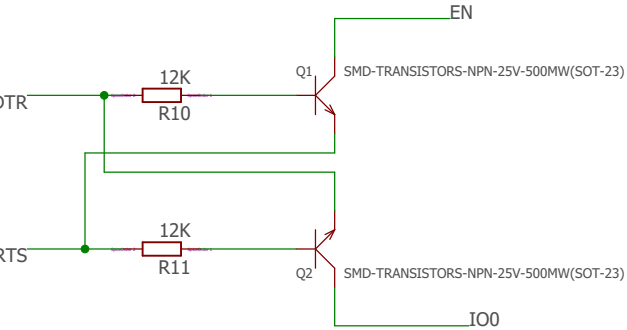 EN
Q1 SMD-TRANSISTORS-NPN-25V-500MW(SOT-23)
12K
DTR
R10
12K
RTS
R11
Q2 SMD-TRANSISTORS-NPN-25V-500MW(SOT-23)
IO0